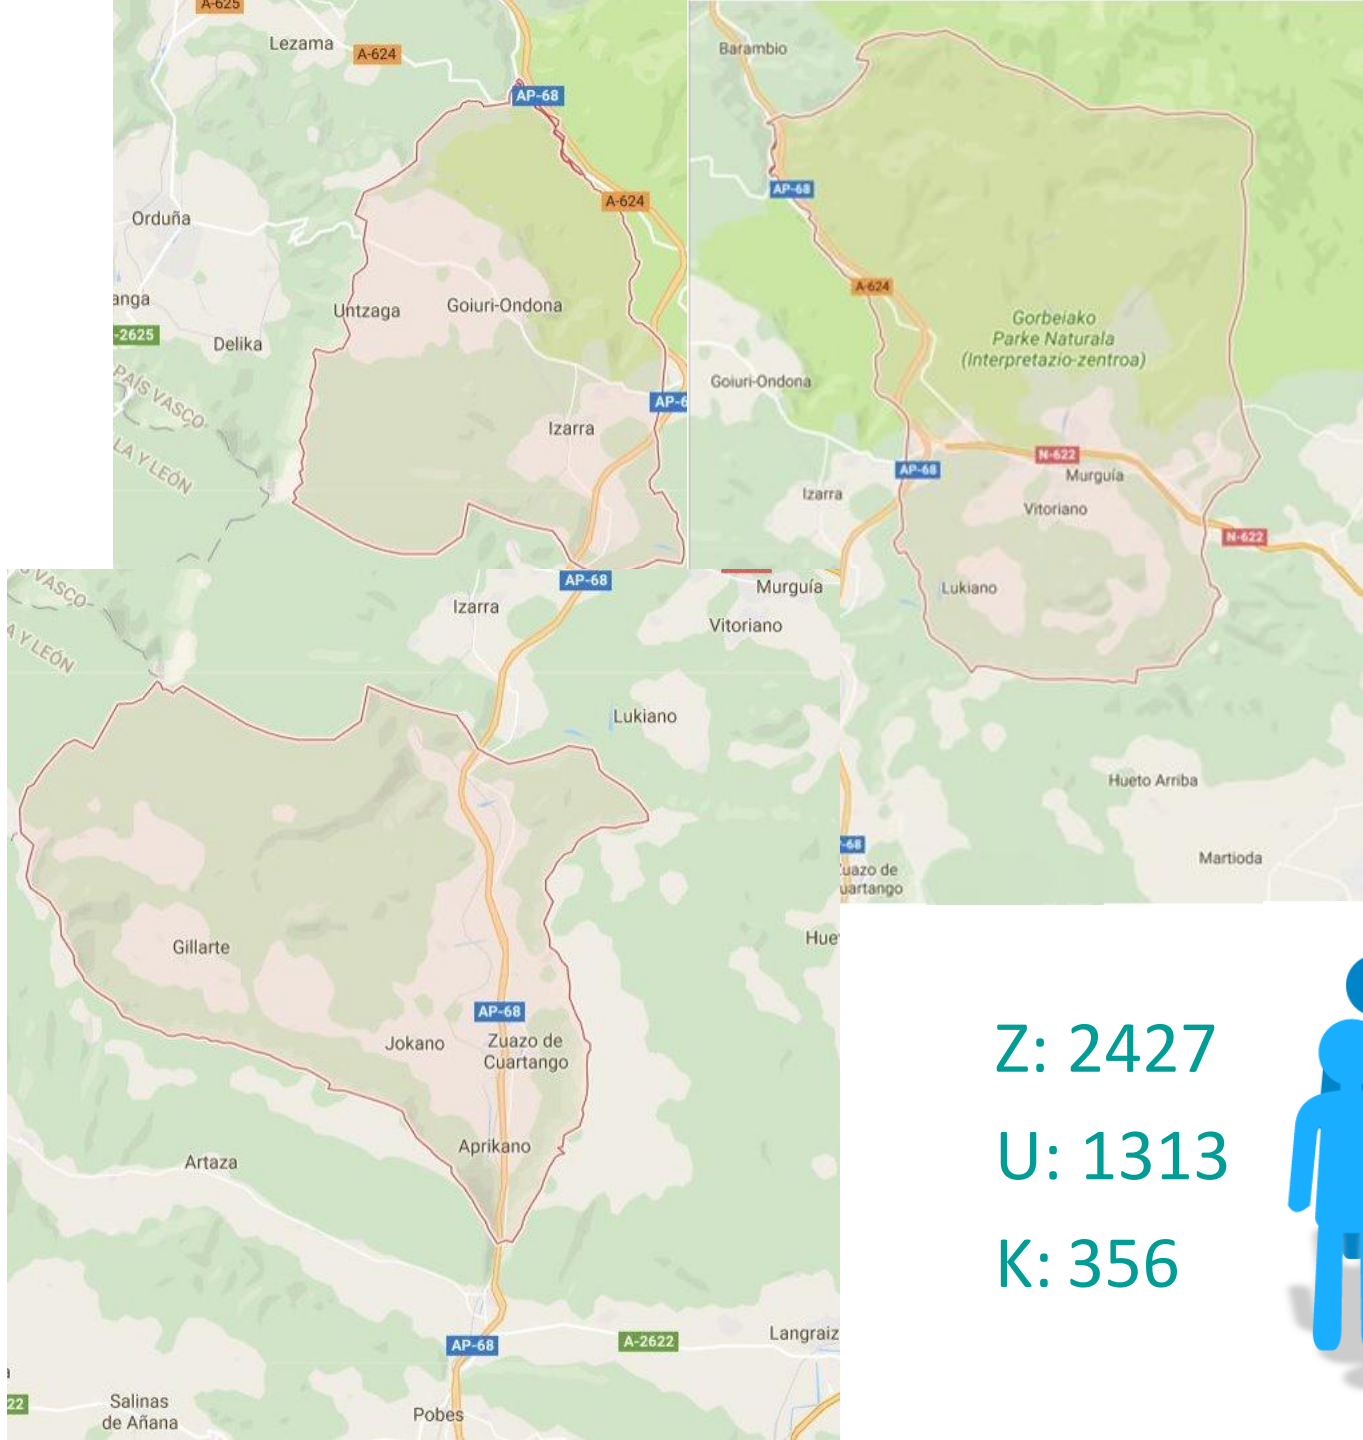 A-625
Lezama
A-624
AP-68
A-624
Orduña
anga
Untzaga
Goiuri-Ondona
-2625
Delika
PAÍS VASCO
LA Y LEÓN
AP-6
Izarra
Barambio
AP-68
A-624
Gorbeiako
Parke Naturala
(Interpretazio-zentroa)
Goiuri-Ondona
N-622
AP-68
Murguía
Izarra
Vitoriano
N-622
Lukiano
Hueto Arriba
Martioda
-68
uazo de
uartango
S VASCO
A Y LEÓN
AP-68
Izarra
Murguía
Vitoriano
Lukiano
Gillarte
Hue
AP-68
Jokano
Zuazo de
Cuartango
Aprikano
Artaza
AP-68
A-2622
Langraiz
22
Salinas
de Añana
Pobes
Z: 2427
U: 1313
K: 356